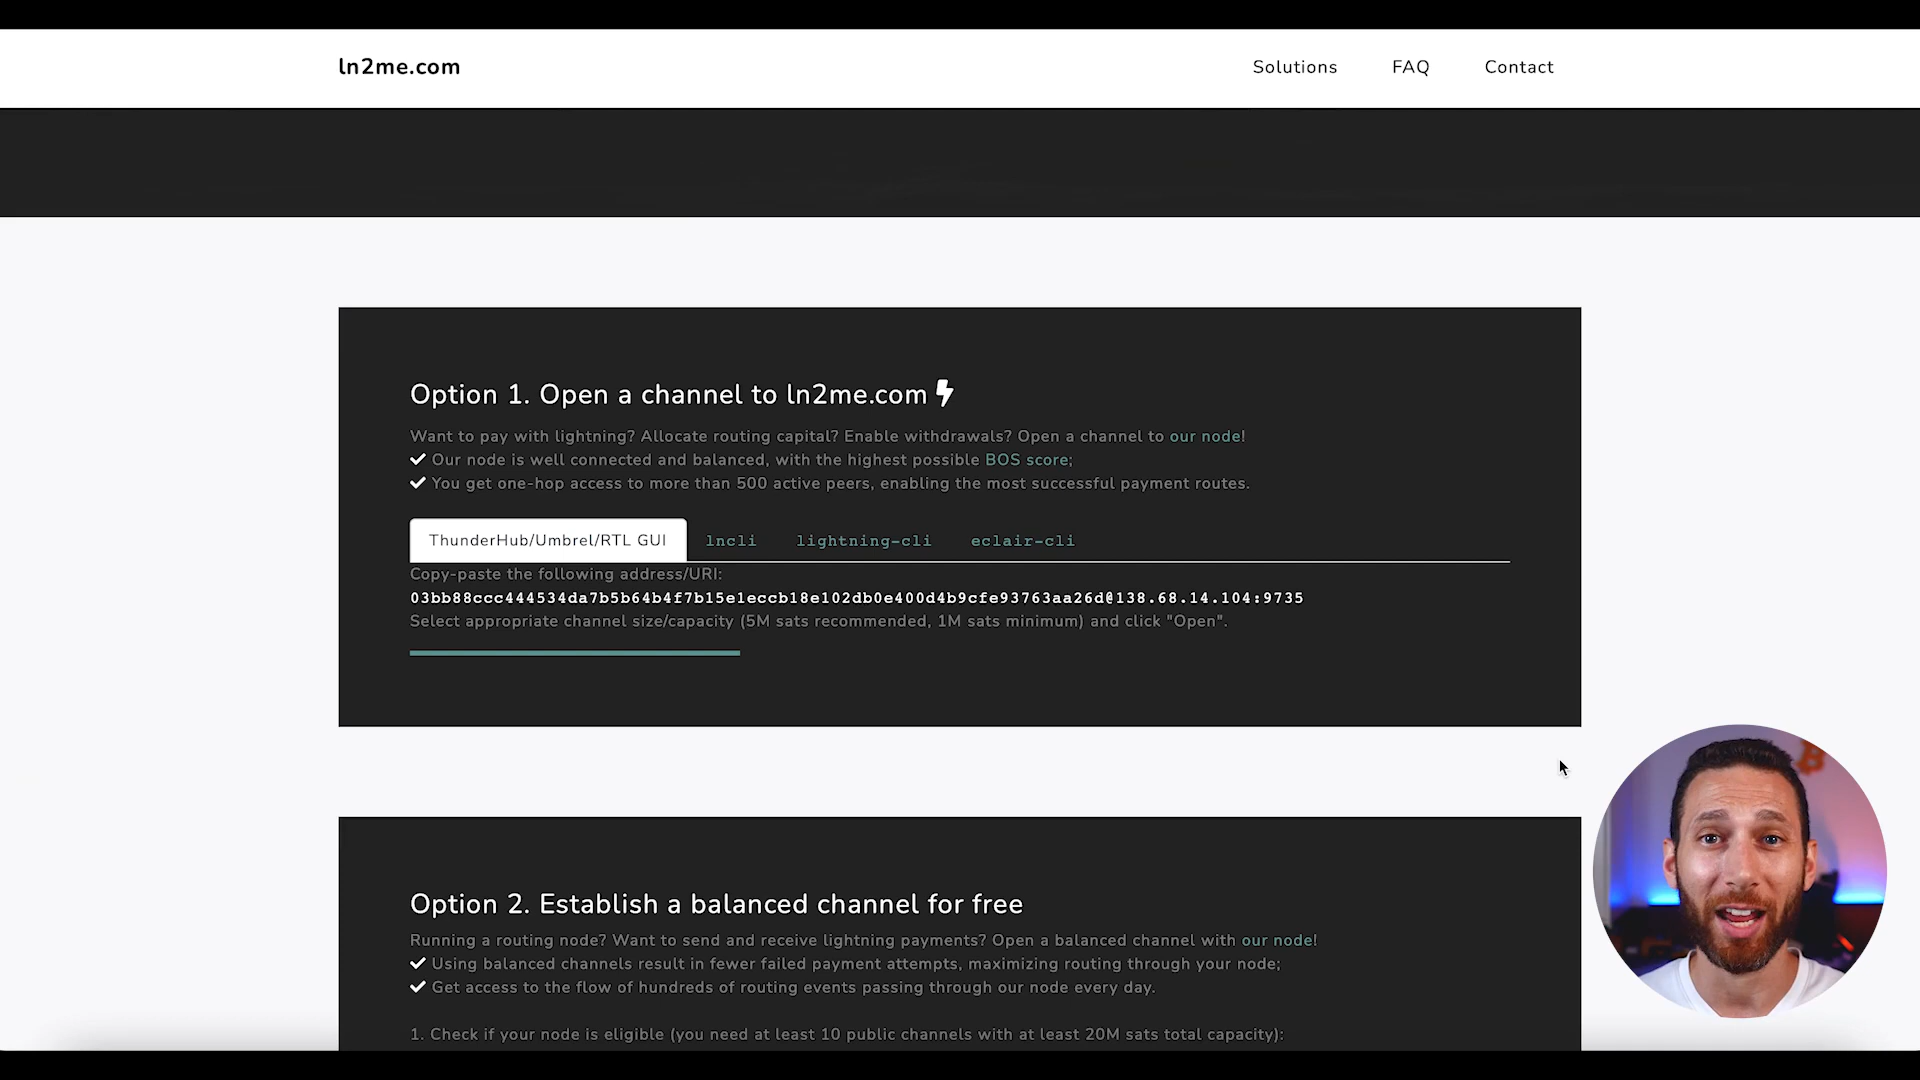 ln2me.com
Solutions
FAQ
Contact
Option 1. Open a channel to ln2me.com
Want to pay with lightning? Allocate routing capital? Enable withdrawals? Open a channel to our node!
Our node is well connected and balanced, with the highest possible BOS score;
You get one-hop access to more than 500 active peers, enabling the most successful payment routes.
ThunderHub/Umbrel/RTL GUI
lncli
lightning-cli
eclair-cli
Copy-paste the following address/URI:
03bb88ccc444534da7b5b64b4f7b15e1eccb18e102db0e400d4b9cfe93763aa26d@138.68.14.104:9735
Select appropriate channel size/capacity (5M sats recommended, 1M sats minimum) and click "Open".
Option 2. Establish a balanced channel for free
Running a routing node? Want to send and receive lightning payments? Open a balanced channel with our node!
Using balanced channels result in fewer failed payment attempts, maximizing routing through your node;
Get access to the flow of hundreds of routing events passing through our node every day.
1. Check if your node is eligible (you need at least 10 public channels with at least 20M sats total capacity):